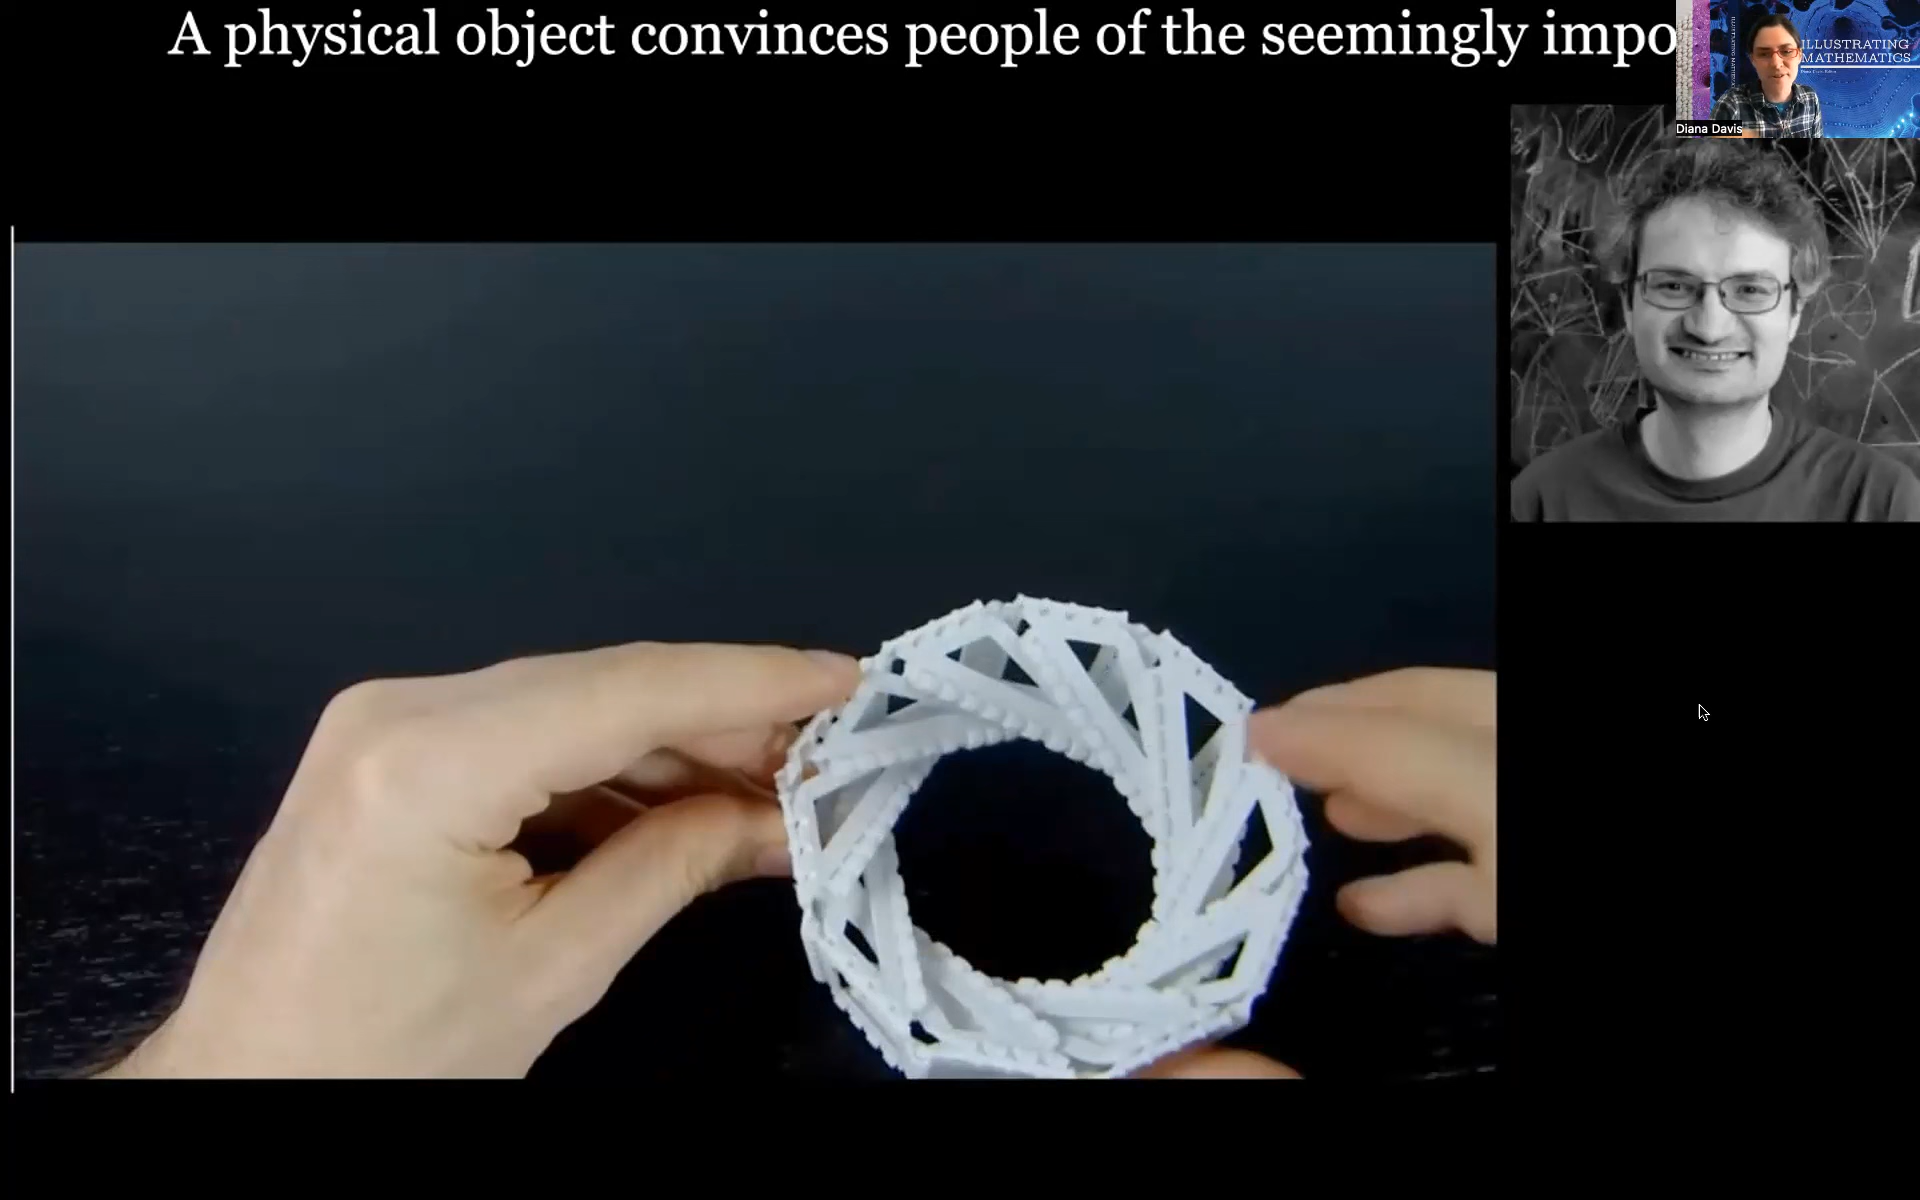 A physical object convinces people of the seemingly impo
ILLUSTRATING
MATHEMATICS
Diana Davis